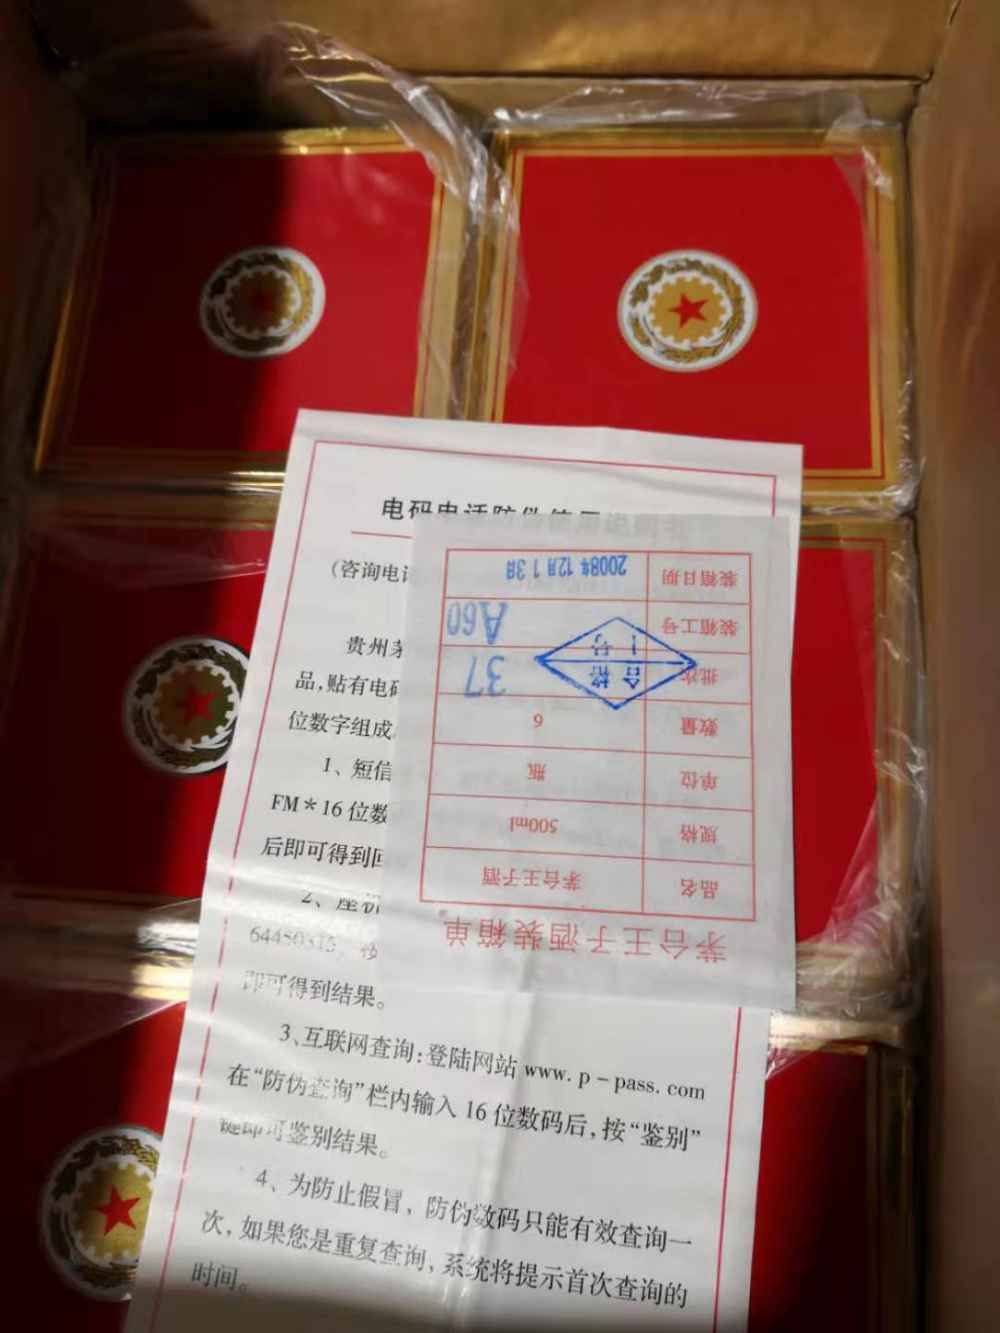 电码电话防伪
（咨询电话
贵州茅
品，贴有电码
位数字组成
1、短信
FM＊16位数
后即可得到回
2、座机
64450315，
即可得到结果。
3、互联网查询：登陆网站 www.p-pass.com
在“防伪查询”栏内输入16位数码后，按“鉴别”
键即可鉴别结果。
4、为防止假冒，防伪数码只能有效查询一
次，如果您是重复查询，系统将提示首次查询的
时间。
茅台王子酒装箱单
品名 茅台王子酒
规格 500ml
单位 瓶
数量 6
批次 37
装箱工号 A60
装箱日期 2008年12月13日
合格
1号